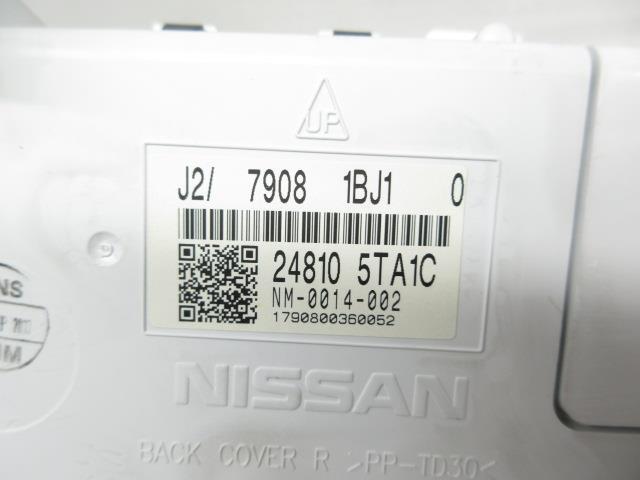 UP
J2/ 7908 1BJ1 0
24810 5TA1C
NM-0014-002
1790800360052
NISSAN
BACK COVER R >PP-TD30<